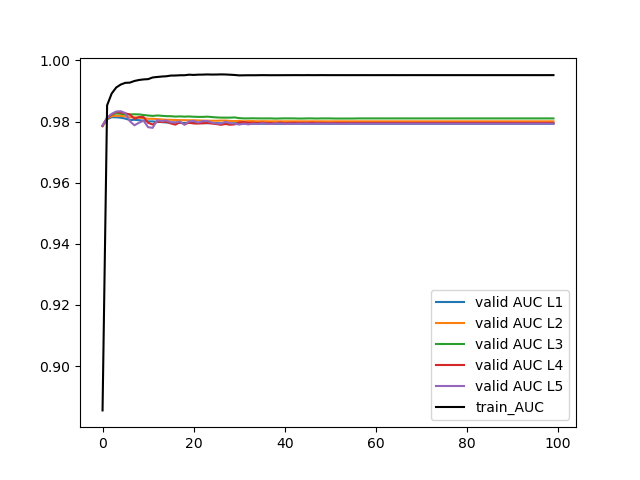 1.00
0.98
0.96
0.94
0.92
0.90
0
20
40
60
80
100
valid AUC L1
valid AUC L2
valid AUC L3
valid AUC L4
valid AUC L5
train_AUC